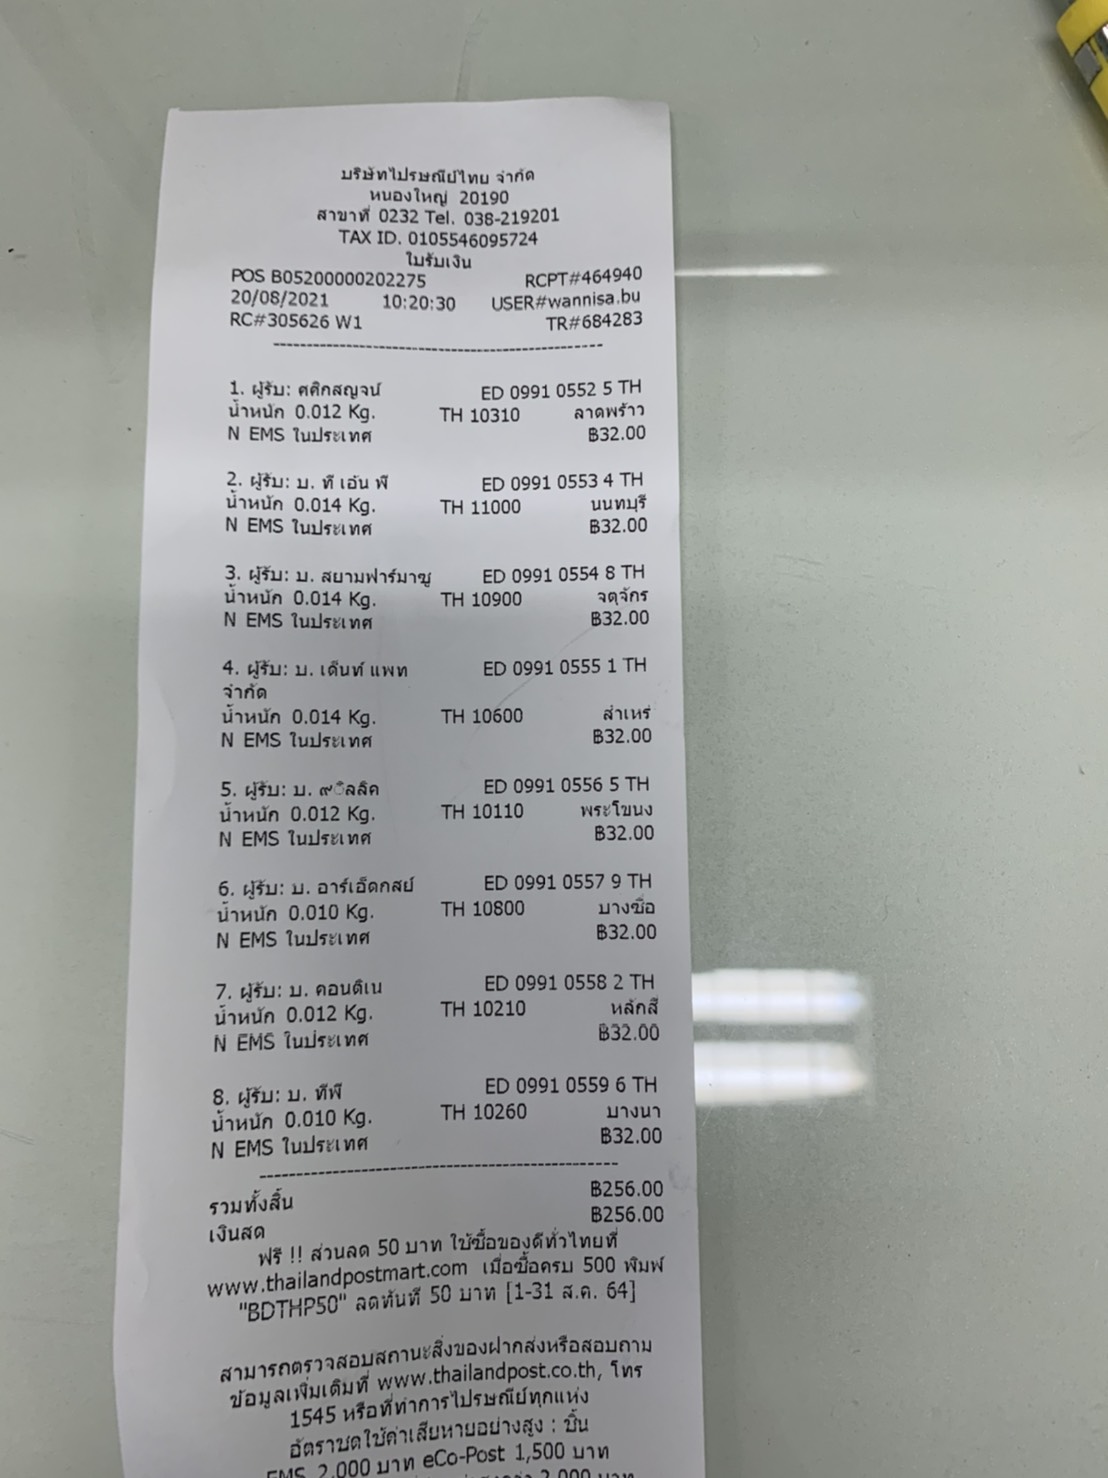 บริษัทไปรษณีย์ไทย จำกัด
หนองใหญ่ 20190
สาขาที่ 0232 Tel. 038-219201
TAX ID. 0105546095724
ใบรับเงิน
POS B05200000202275 RCPT#464940
20/08/2021 10:20:30 USER#wannisa.bu
RC#305626 W1 TR#684283
1. ผู้รับ: ศศิกสญจน์ ED 0991 0552 5 TH
น้ำหนัก 0.012 Kg. TH 10310 ลาดพร้าว
N EMS ในประเทศ ฿32.00
2. ผู้รับ: บ. ที เอ้น พี ED 0991 0553 4 TH
น้ำหนัก 0.014 Kg. TH 11000 นนทบุรี
N EMS ในประเทศ ฿32.00
3. ผู้รับ: บ. สยามฟาร์มาซู ED 0991 0554 8 TH
น้ำหนัก 0.014 Kg. TH 10900 จตุจักร
N EMS ในประเทศ ฿32.00
4. ผู้รับ: บ. เด็นท์ แพท ED 0991 0555 1 TH
จำกัด
น้ำหนัก 0.014 Kg. TH 10600 สำเหร่
N EMS ในประเทศ ฿32.00
5. ผู้รับ: บ. ๙ิลลิค ED 0991 0556 5 TH
น้ำหนัก 0.012 Kg. TH 10110 พระโขนง
N EMS ในประเทศ ฿32.00
6. ผู้รับ: บ. อาร์เอ็ดกสย์ ED 0991 0557 9 TH
น้ำหนัก 0.010 Kg. TH 10800 บางซื่อ
N EMS ในประเทศ ฿32.00
7. ผู้รับ: บ. คอนติเน ED 0991 0558 2 TH
น้ำหนัก 0.012 Kg. TH 10210 หลักสี่
N EMS ในประเทศ ฿32.00
8. ผู้รับ: บ. ทีพี ED 0991 0559 6 TH
น้ำหนัก 0.010 Kg. TH 10260 บางนา
N EMS ในประเทศ ฿32.00
รวมทั้งสิ้น ฿256.00
เงินสด ฿256.00
ฟรี !! ส่วนลด 50 บาท ใช้ซื้อของดีทั่วไทยที่
www.thailandpostmart.com เมื่อซื้อครบ 500 พิมพ์
"BDTHP50" ลดทันที 50 บาท [1-31 ส.ค. 64]
สามารถตรวจสอบสถานะสิ่งของฝากส่งหรือสอบถาม
ข้อมูลเพิ่มเติมที่ www.thailandpost.co.th, โทร
1545 หรือที่ทำการไปรษณีย์ทุกแห่ง
อัตราชดใช้ค่าเสียหายอย่างสูง : ชิ้น
EMS 2,000 บาท eCo-Post 1,500 บาท
2,000 บาท